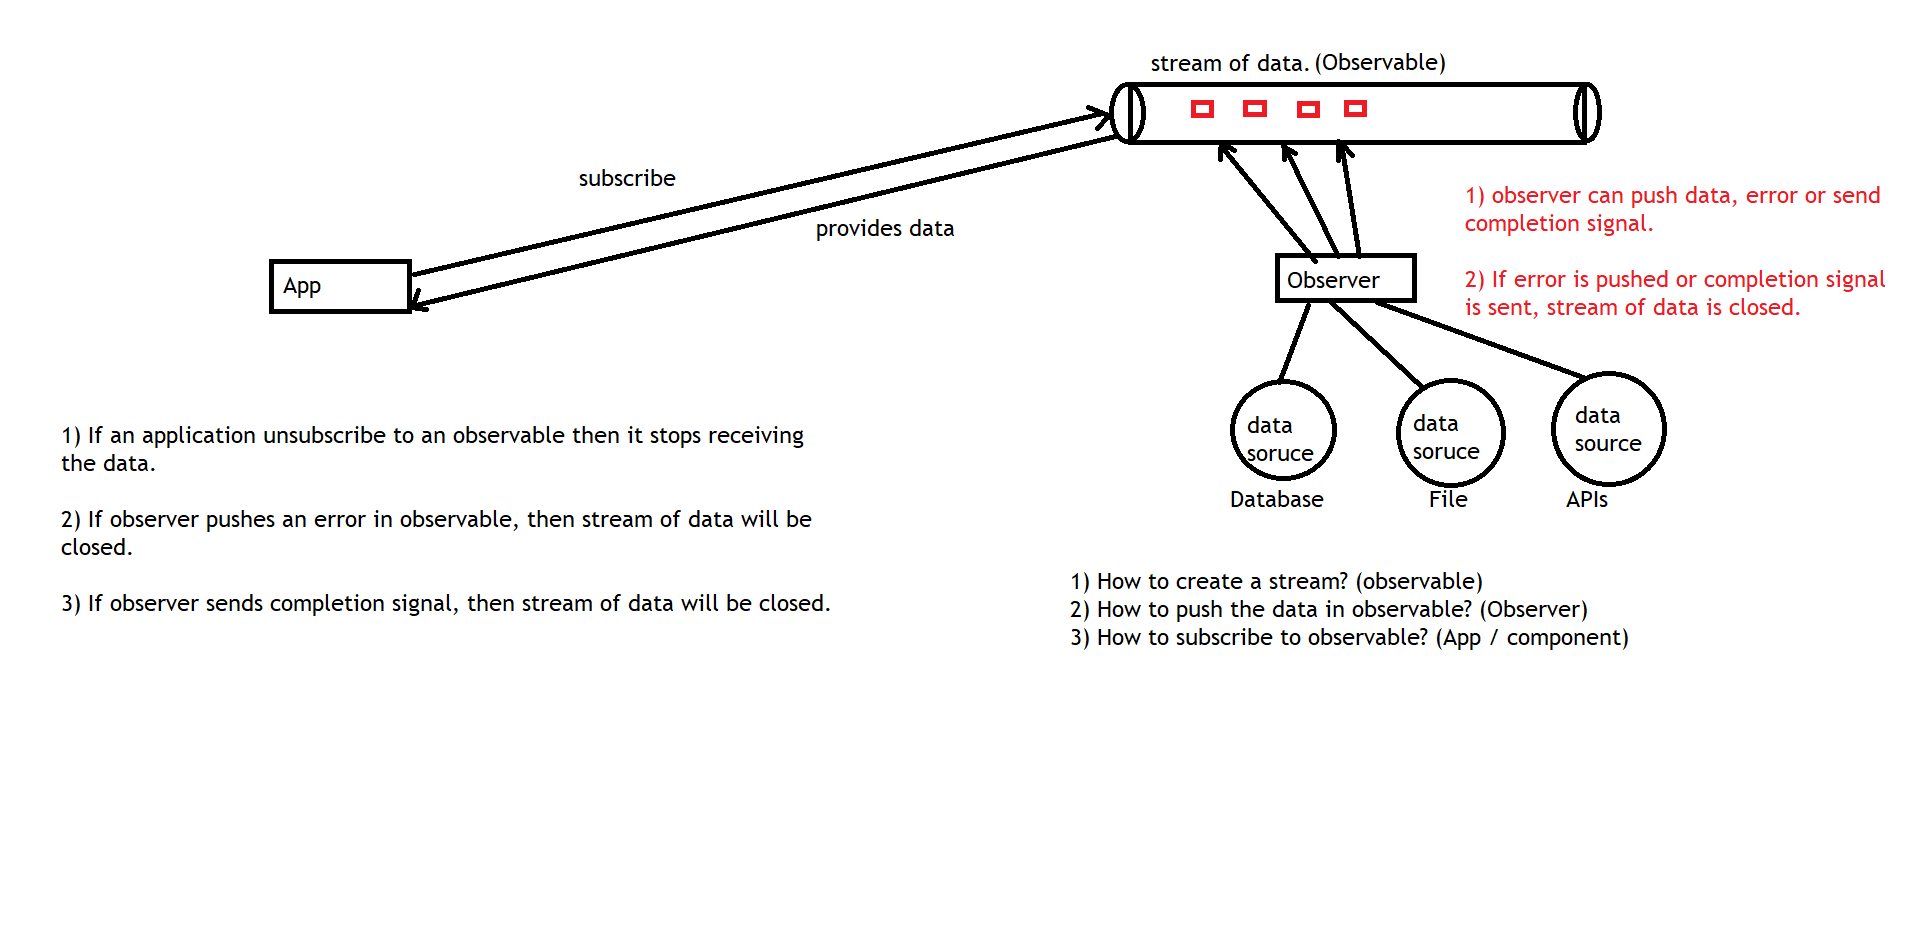 stream of data. (Observable)
subscribe
provides data
App
Observer
1) observer can push data, error or send
completion signal.
2) If error is pushed or completion signal
is sent, stream of data is closed.
data
soruce
Database
data
soruce
File
data
source
APIs
1) If an application unsubscribe to an observable then it stops receiving
the data.
2) If observer pushes an error in observable, then stream of data will be
closed.
3) If observer sends completion signal, then stream of data will be closed.
1) How to create a stream? (observable)
2) How to push the data in observable? (Observer)
3) How to subscribe to observable? (App / component)